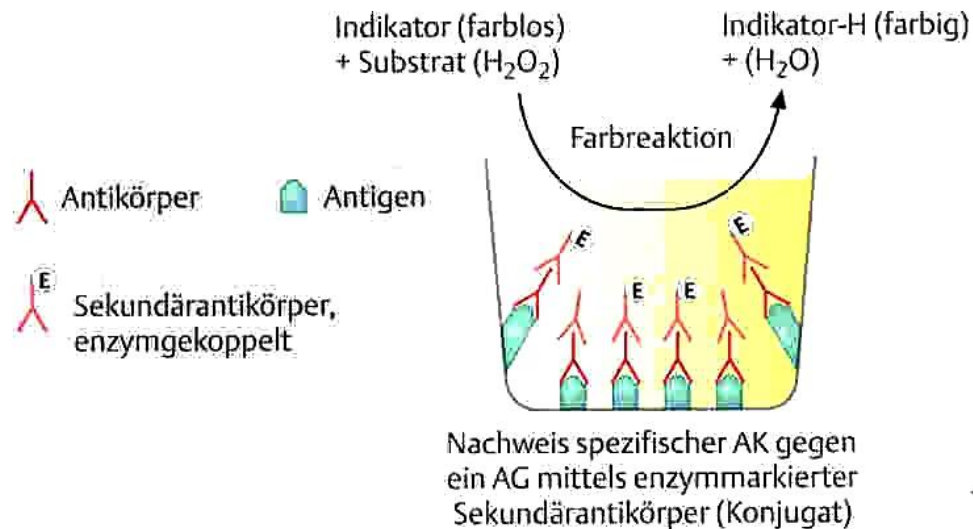 Indikator (farblos)
+ Substrat (H₂O₂)
Indikator-H (farbig)
+ (H₂O)
Farbreaktion
Antikörper
Antigen
E
Sekundärantikörper,
enzymgekoppelt
E
E
E
E
Nachweis spezifischer AK gegen
ein AG mittels enzymmarkierter
Sekundärantikörper (Konjugat)